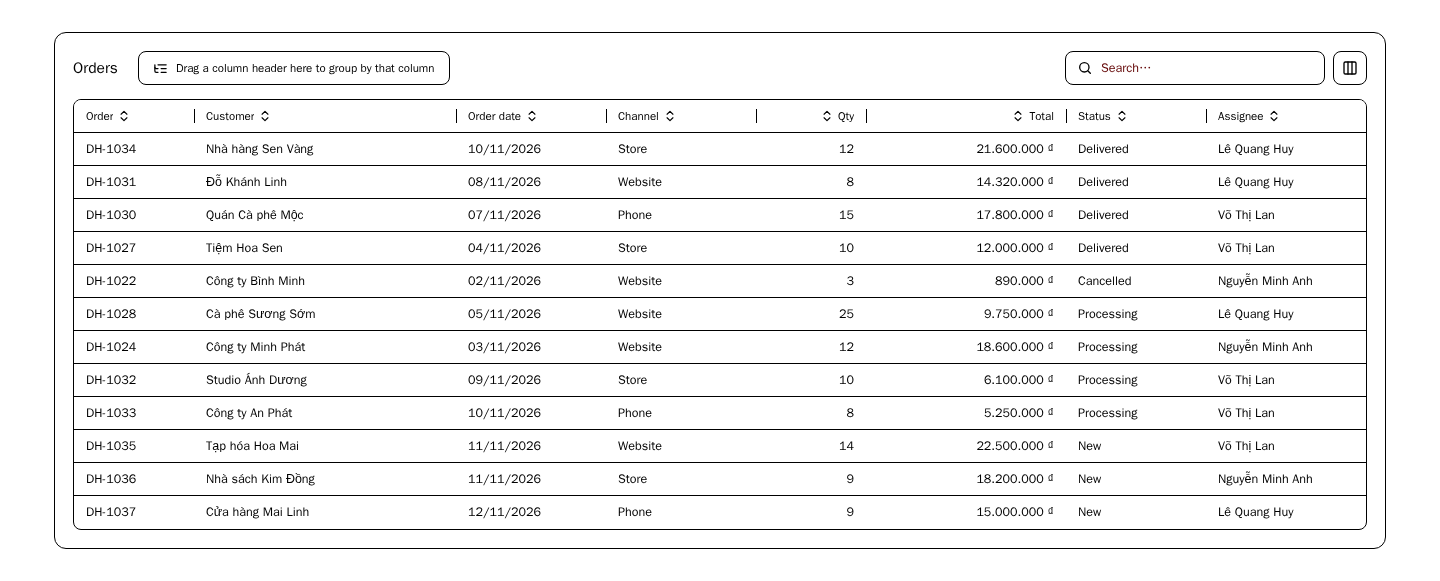 Orders Drag a column header here to group by that column Search…
Order Customer Order date Channel Qty Total Status Assignee
DH-1034 Nhà hàng Sen Vàng 10/11/2026 Store 12 21.600.000 ₫ Delivered Lê Quang Huy
DH-1031 Đỗ Khánh Linh 08/11/2026 Website 8 14.320.000 ₫ Delivered Lê Quang Huy
DH-1030 Quán Cà phê Mộc 07/11/2026 Phone 15 17.800.000 ₫ Delivered Võ Thị Lan
DH-1027 Tiệm Hoa Sen 04/11/2026 Store 10 12.000.000 ₫ Delivered Võ Thị Lan
DH-1022 Công ty Bình Minh 02/11/2026 Website 3 890.000 ₫ Cancelled Nguyễn Minh Anh
DH-1028 Cà phê Sương Sớm 05/11/2026 Website 25 9.750.000 ₫ Processing Lê Quang Huy
DH-1024 Công ty Minh Phát 03/11/2026 Website 12 18.600.000 ₫ Processing Nguyễn Minh Anh
DH-1032 Studio Ánh Dương 09/11/2026 Store 10 6.100.000 ₫ Processing Võ Thị Lan
DH-1033 Công ty An Phát 10/11/2026 Phone 8 5.250.000 ₫ Processing Võ Thị Lan
DH-1035 Tạp hóa Hoa Mai 11/11/2026 Website 14 22.500.000 ₫ New Võ Thị Lan
DH-1036 Nhà sách Kim Đồng 11/11/2026 Store 9 18.200.000 ₫ New Nguyễn Minh Anh
DH-1037 Cửa hàng Mai Linh 12/11/2026 Phone 9 15.000.000 ₫ New Lê Quang Huy